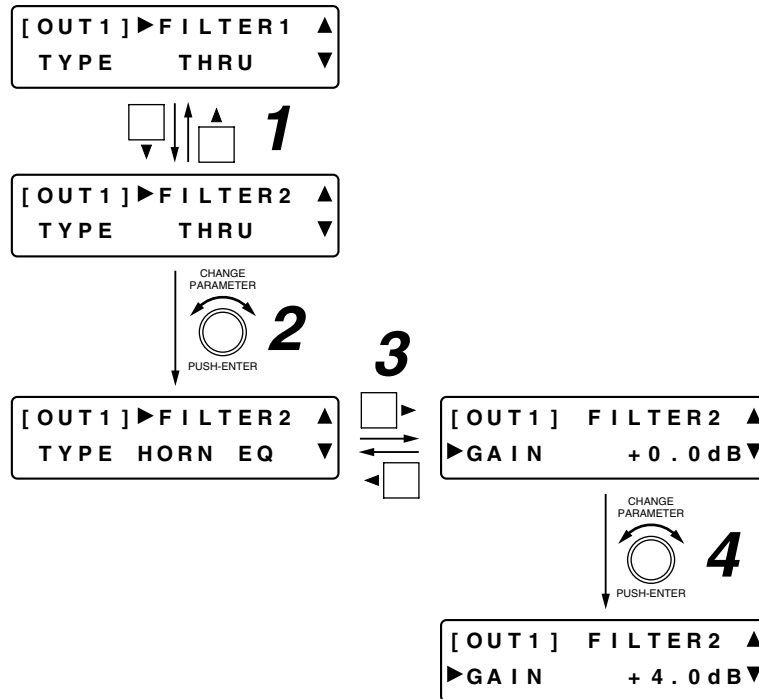 [OUT1]▶FILTER1 ▲
TYPE THRU ▼
1
[OUT1]▶FILTER2 ▲
TYPE THRU ▼
CHANGE
PARAMETER
PUSH-ENTER
2
3
[OUT1]▶FILTER2 ▲
TYPE HORN EQ ▼
[OUT1] FILTER2 ▲
▶GAIN +0.0dB▼
CHANGE
PARAMETER
PUSH-ENTER
4
[OUT1] FILTER2 ▲
▶GAIN +4.0dB▼